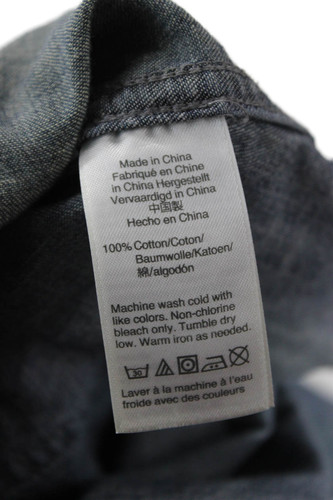 Made in China
Fabriqué en Chine
in China Hergestellt
Vervaardigd in China
中国製
Hecho en China
100% Cotton/Coton/
Baumwolle/Katoen/
綿/algodón
Machine wash cold with
like colors. Non-chlorine
bleach only. Tumble dry
low. Warm iron as needed.
30
Laver à la machine à l'eau
froide avec des couleurs